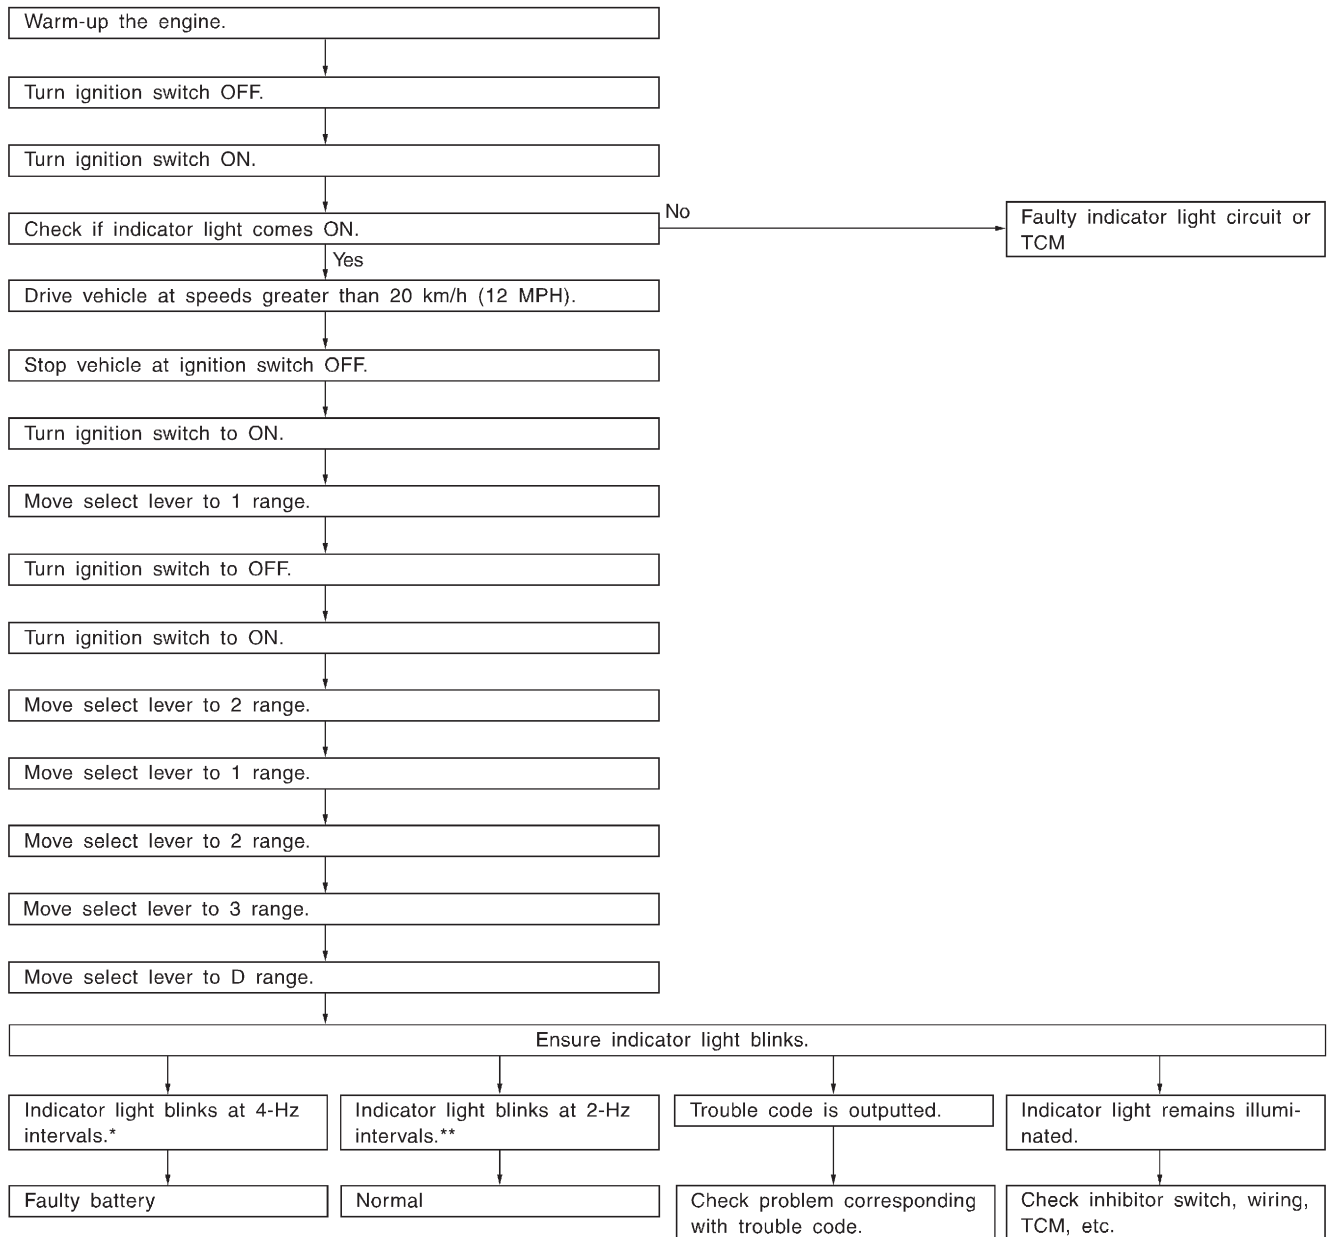 Warm-up the engine.
Turn ignition switch OFF.
Turn ignition switch ON.
Check if indicator light comes ON.
No
Faulty indicator light circuit or
TCM
Yes
Drive vehicle at speeds greater than 20 km/h (12 MPH).
Stop vehicle at ignition switch OFF.
Turn ignition switch to ON.
Move select lever to 1 range.
Turn ignition switch to OFF.
Turn ignition switch to ON.
Move select lever to 2 range.
Move select lever to 1 range.
Move select lever to 2 range.
Move select lever to 3 range.
Move select lever to D range.
Ensure indicator light blinks.
Indicator light blinks at 4-Hz
intervals.*
Indicator light blinks at 2-Hz
intervals.**
Trouble code is outputted.
Indicator light remains illumi-
nated.
Faulty battery
Normal
Check problem corresponding
with trouble code.
Check inhibitor switch, wiring,
TCM, etc.